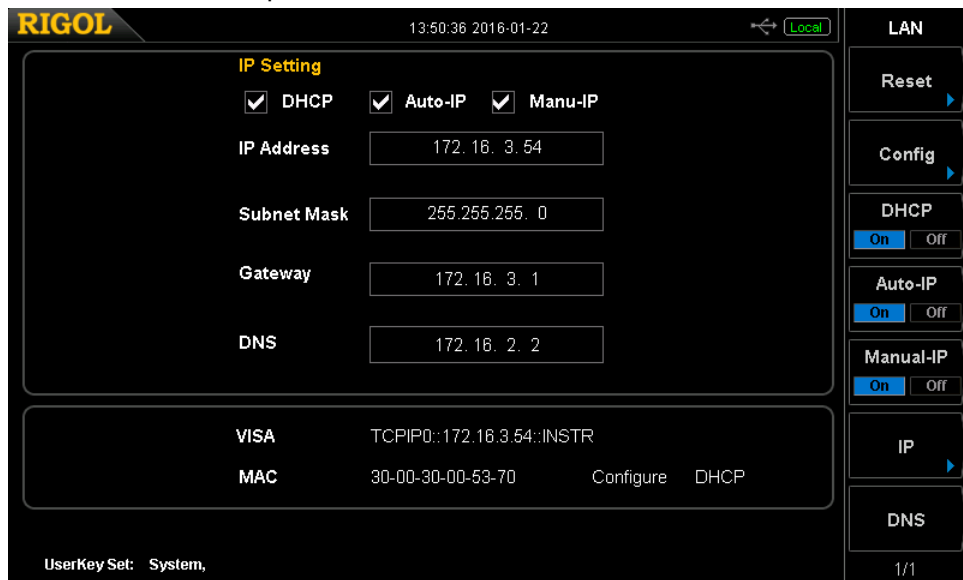 RIGOL 13:50:36 2016-01-22 Local LAN
IP Setting
DHCP Auto-IP Manu-IP
IP Address 172. 16. 3. 54
Subnet Mask 255.255.255. 0
Gateway 172. 16. 3. 1
DNS 172. 16. 2. 2
VISA TCPIP0::172.16.3.54::INSTR
MAC 30-00-30-00-53-70 Configure DHCP
UserKey Set: System,
Reset
Config
DHCP
On Off
Auto-IP
On Off
Manual-IP
On Off
IP
DNS
1/1